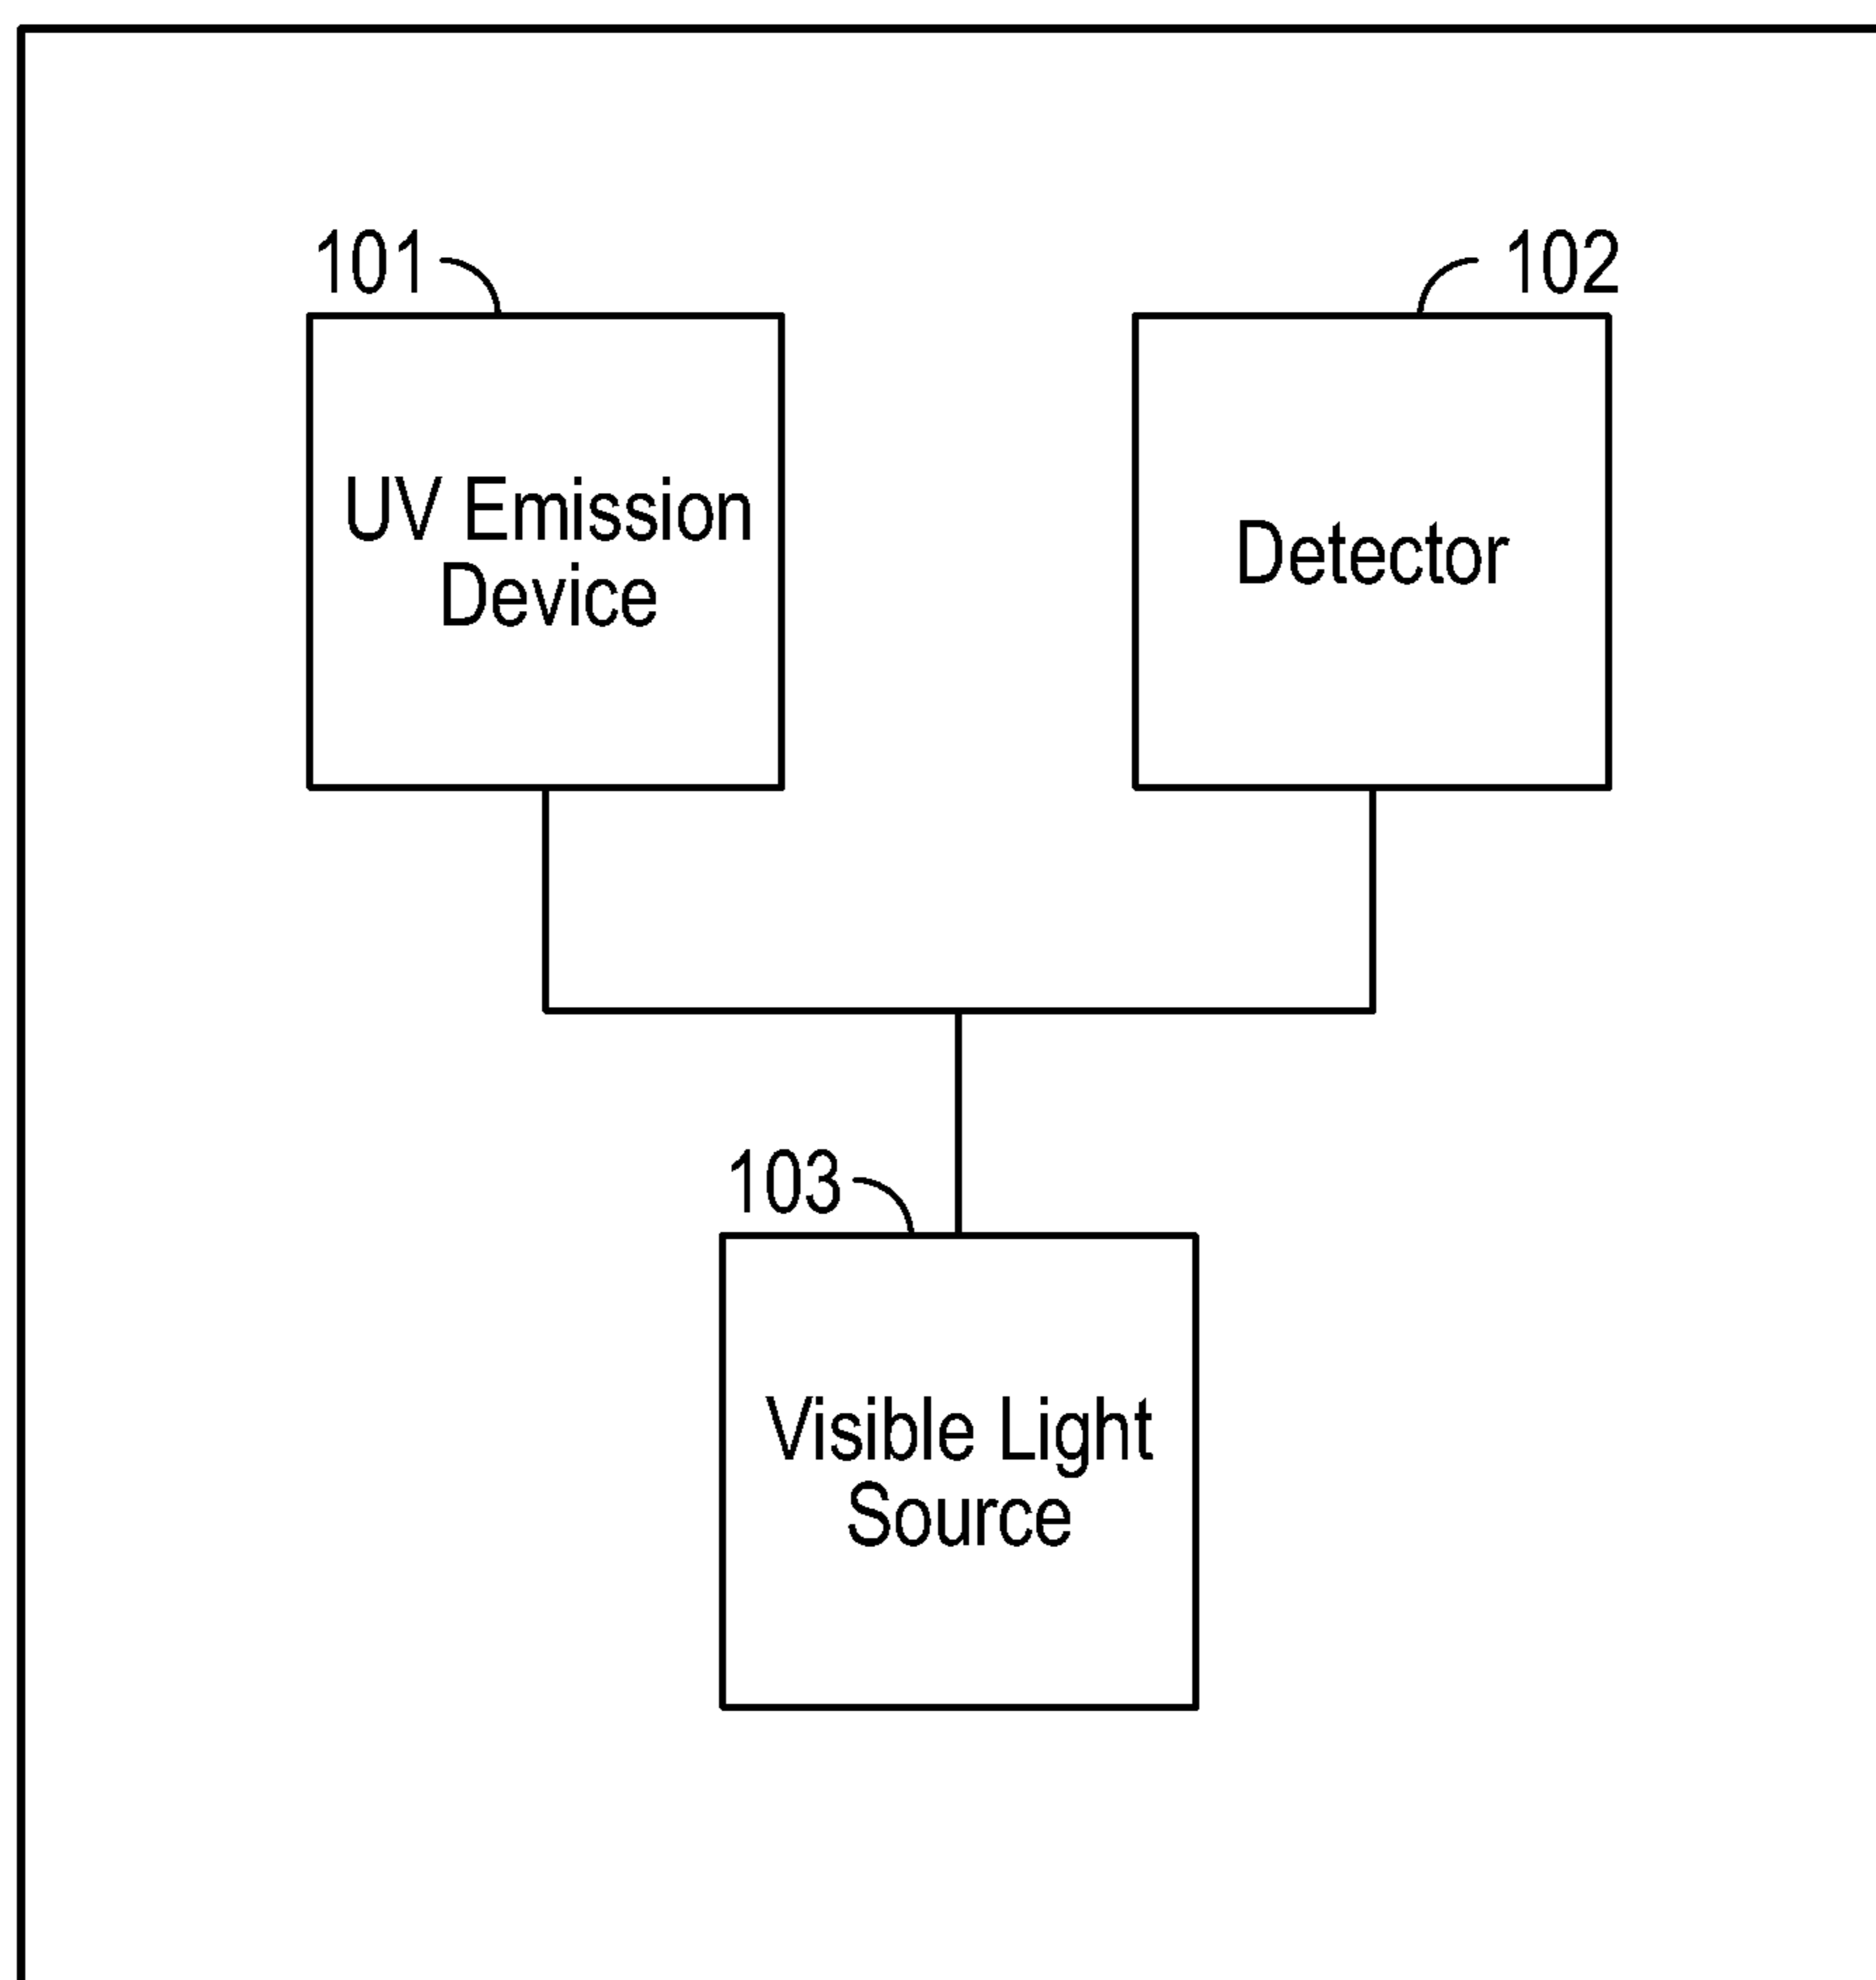 101
102
UV Emission
Device
Detector
103
Visible Light
Source